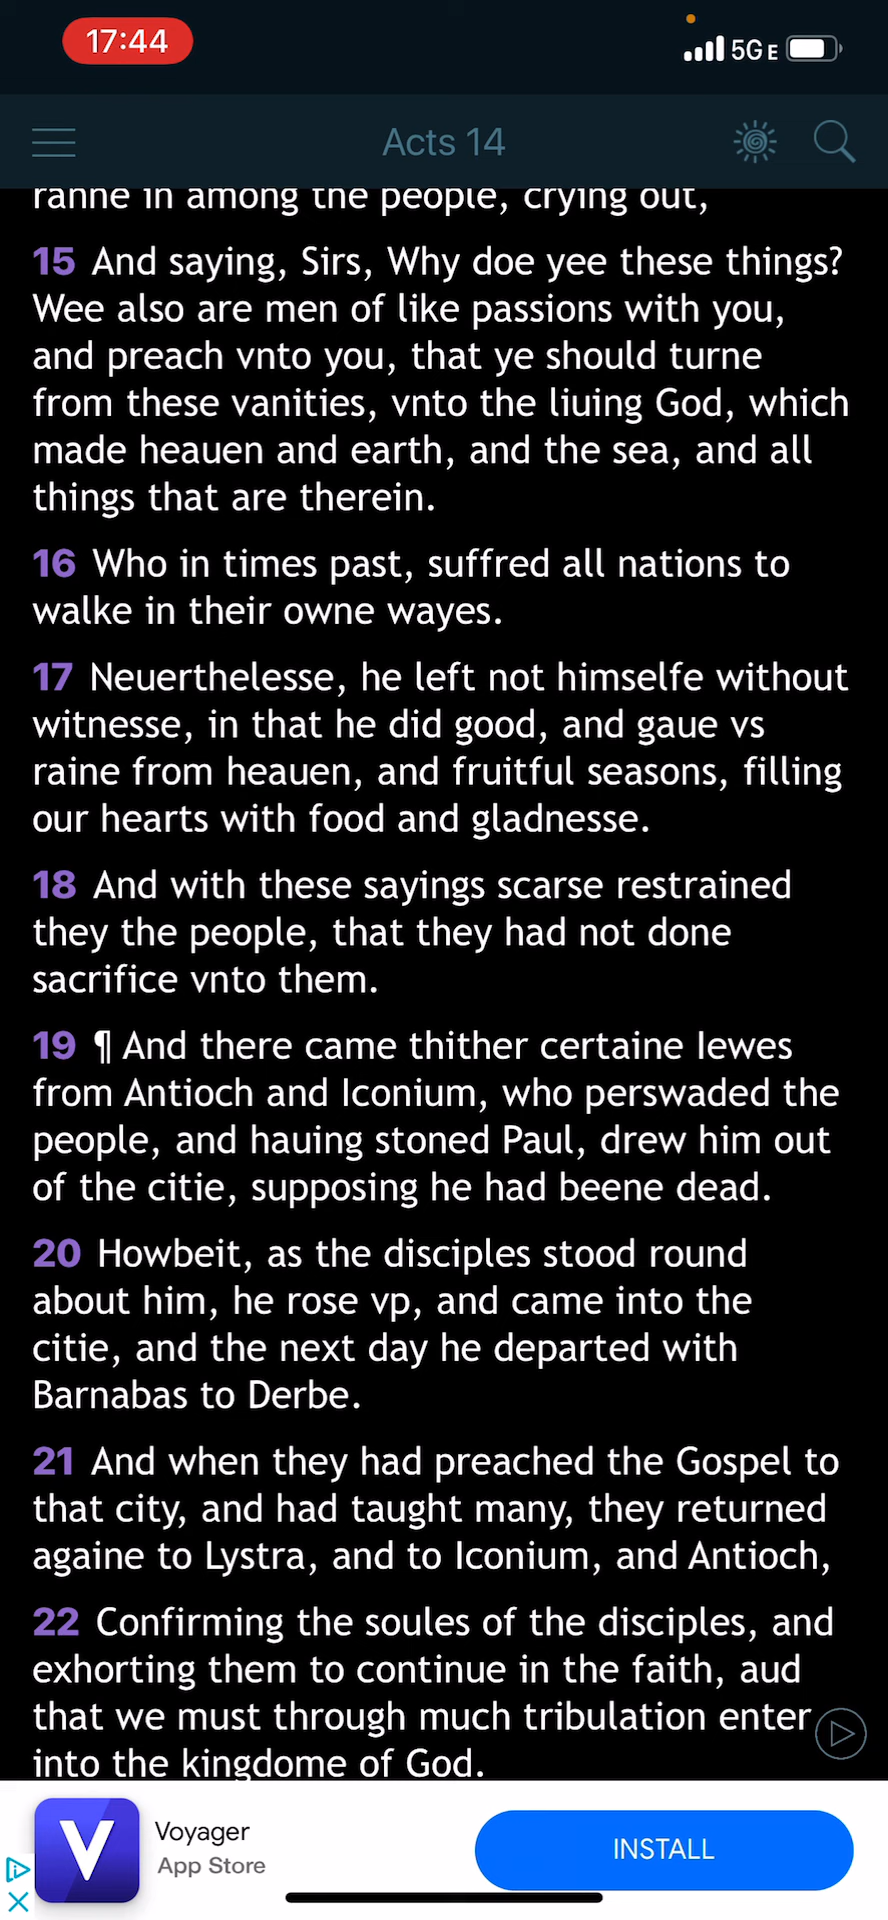 17:44
5GE
Acts 14
ranne in among the people, crying out,
15 And saying, Sirs, Why doe yee these things?
Wee also are men of like passions with you,
and preach vnto you, that ye should turne
from these vanities, vnto the liuing God, which
made heauen and earth, and the sea, and all
things that are therein.
16 Who in times past, suffred all nations to
walke in their owne wayes.
17 Neuerthelesse, he left not himselfe without
witnesse, in that he did good, and gaue vs
raine from heauen, and fruitful seasons, filling
our hearts with food and gladnesse.
18 And with these sayings scarse restrained
they the people, that they had not done
sacrifice vnto them.
19 ¶ And there came thither certaine Iewes
from Antioch and Iconium, who perswaded the
people, and hauing stoned Paul, drew him out
of the citie, supposing he had beene dead.
20 Howbeit, as the disciples stood round
about him, he rose vp, and came into the
citie, and the next day he departed with
Barnabas to Derbe.
21 And when they had preached the Gospel to
that city, and had taught many, they returned
againe to Lystra, and to Iconium, and Antioch,
22 Confirming the soules of the disciples, and
exhorting them to continue in the faith, aud
that we must through much tribulation enter
into the kingdome of God.
V
Voyager
App Store
INSTALL